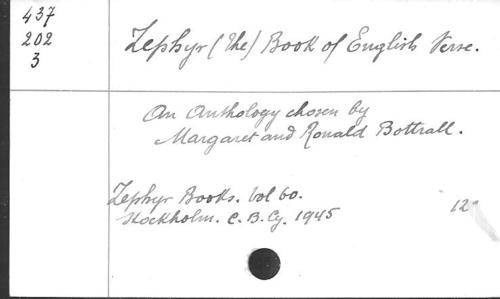 437
202
3
Zephyr (The) Book of English Verse.
An Anthology chosen by
Margaret and Ronald Bottrall.
Zephyr Books. Vol 60.
Stockholm. C. B. Cy. 1945
12°